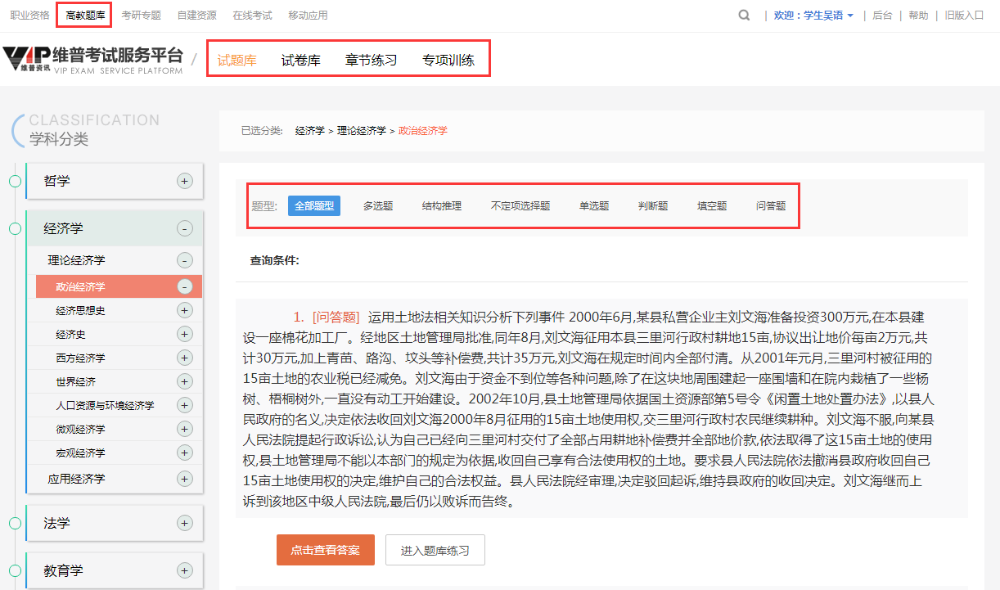 职业资格 高教题库 考研专题 自建资源 在线考试 移动应用
| 欢迎：学生吴语 | 后台 | 帮助 | 旧版入口
VIP 维普资讯 维普考试服务平台 / 试题库 试卷库 章节练习 专项训练
VIP EXAM SERVICE PLATFORM
CLASSIFICATION
学科分类
哲学 +
经济学 -
理论经济学 -
政治经济学 -
经济思想史 +
经济史 +
西方经济学 +
世界经济 +
人口资源与环境经济学 +
微观经济学 +
宏观经济学 +
应用经济学 +
法学 +
教育学 +
已选分类: 经济学 > 理论经济学 > 政治经济学
题型: 全部题型 多选题 结构推理 不定项选择题 单选题 判断题 填空题 问答题
查询条件:
1. [问答题] 运用土地法相关知识分析下列事件 2000年6月,某县私营企业主刘文海准备投资300万元,在本县建
设一座棉花加工厂。经地区土地管理局批准,同年8月,刘文海征用本县三里河行政村耕地15亩,协议出让地价每亩2万元,共
计30万元,加上青苗、路沟、坟头等补偿费,共计35万元,刘文海在规定时间内全部付清。从2001年元月,三里河村被征用的
15亩土地的农业税已经减免。刘文海由于资金不到位等各种问题,除了在这块地周围建起一座围墙和在院内栽植了一些杨
树、梧桐树外,一直没有动工开始建设。2002年10月,县土地管理局依据国土资源部第5号令《闲置土地处置办法》,以县人
民政府的名义,决定依法收回刘文海2000年8月征用的15亩土地使用权,交三里河行政村农民继续耕种。刘文海不服,向某县
人民法院提起行政诉讼,认为自己已经向三里河村交付了全部占用耕地补偿费并全部地价款,依法取得了这15亩土地的使用
权,县土地管理局不能以本部门的规定为依据,收回自己享有合法使用权的土地。要求县人民法院依法撤消县政府收回自己
15亩土地使用权的决定,维护自己的合法权益。县人民法院经审理,决定驳回起诉,维持县政府的收回决定。刘文海继而上
诉到该地区中级人民法院,最后仍以败诉而告终。
点击查看答案 进入题库练习